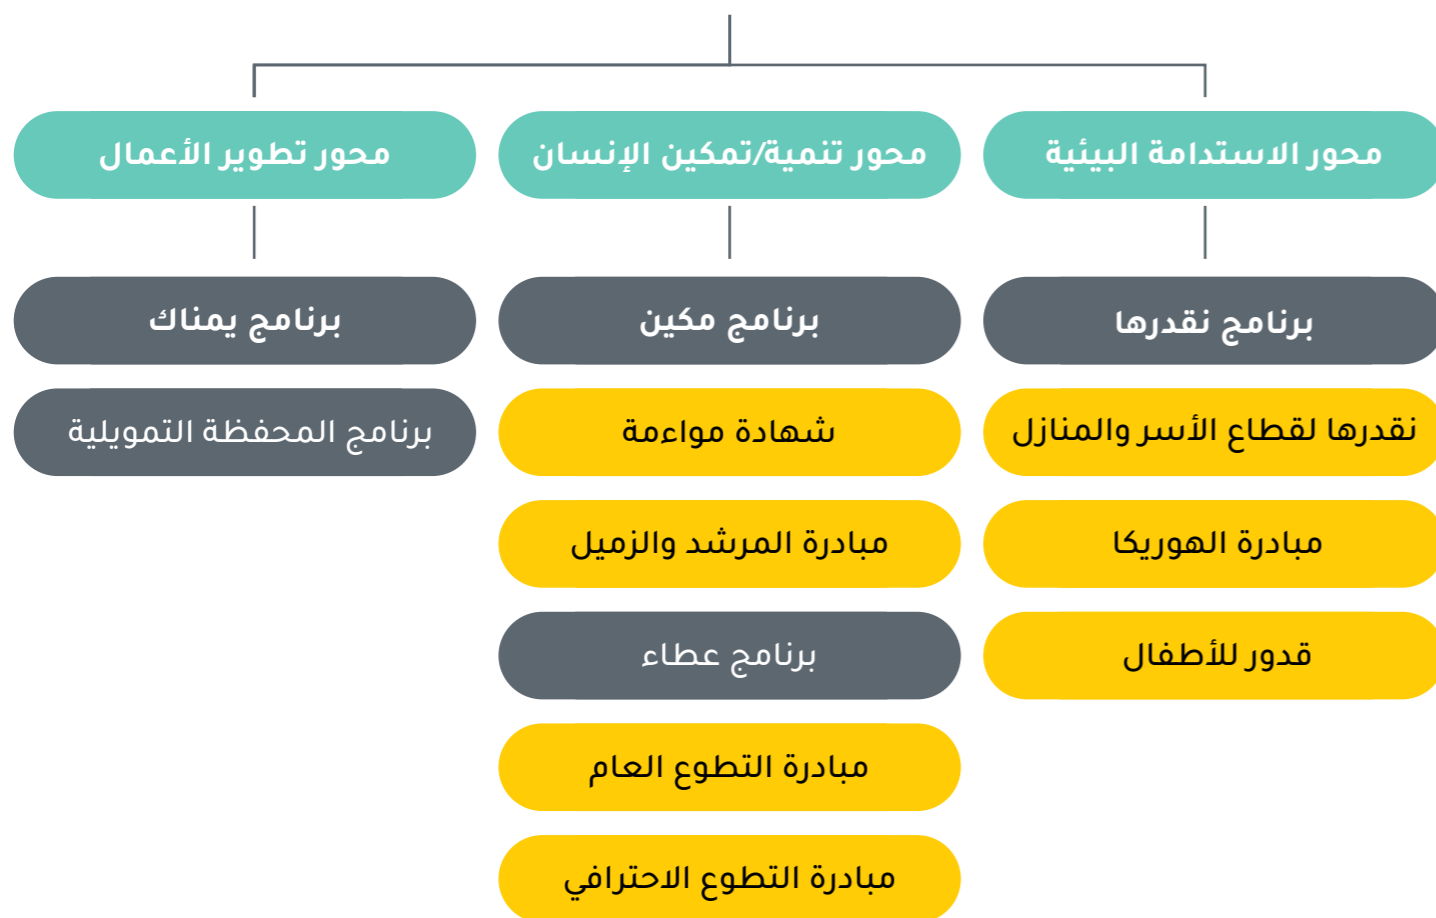 محور الاستدامة البيئية
محور تنمية/تمكين الإنسان
محور تطوير الأعمال
برنامج نقدرها
برنامج مكين
برنامج يمناك
نقدرها لقطاع الأسر والمنازل
شهادة مواءمة
برنامج المحفظة التمويلية
مبادرة الهوريكا
مبادرة المرشد والزميل
قدور للأطفال
برنامج عطاء
مبادرة التطوع العام
مبادرة التطوع الاحترافي